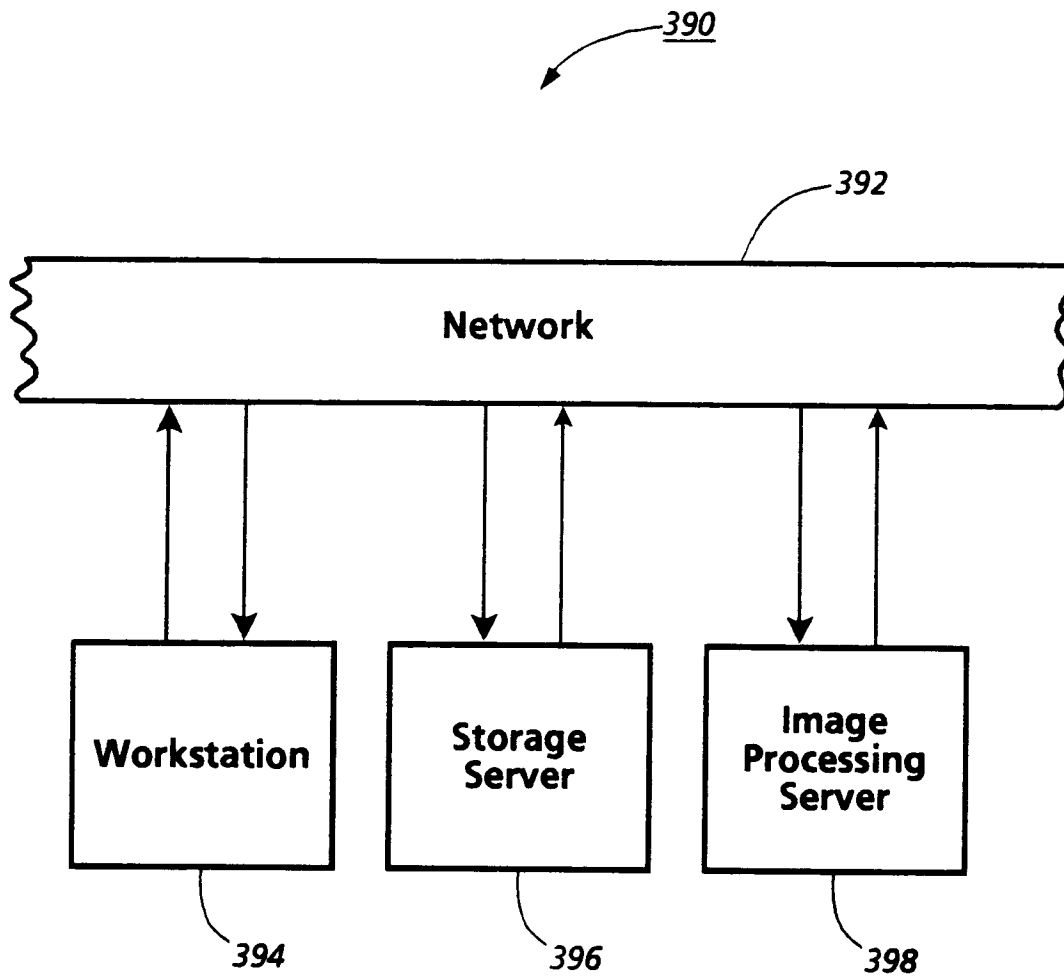 390
392
Network
Workstation
Storage
Server
Image
Processing
Server
394
396
398